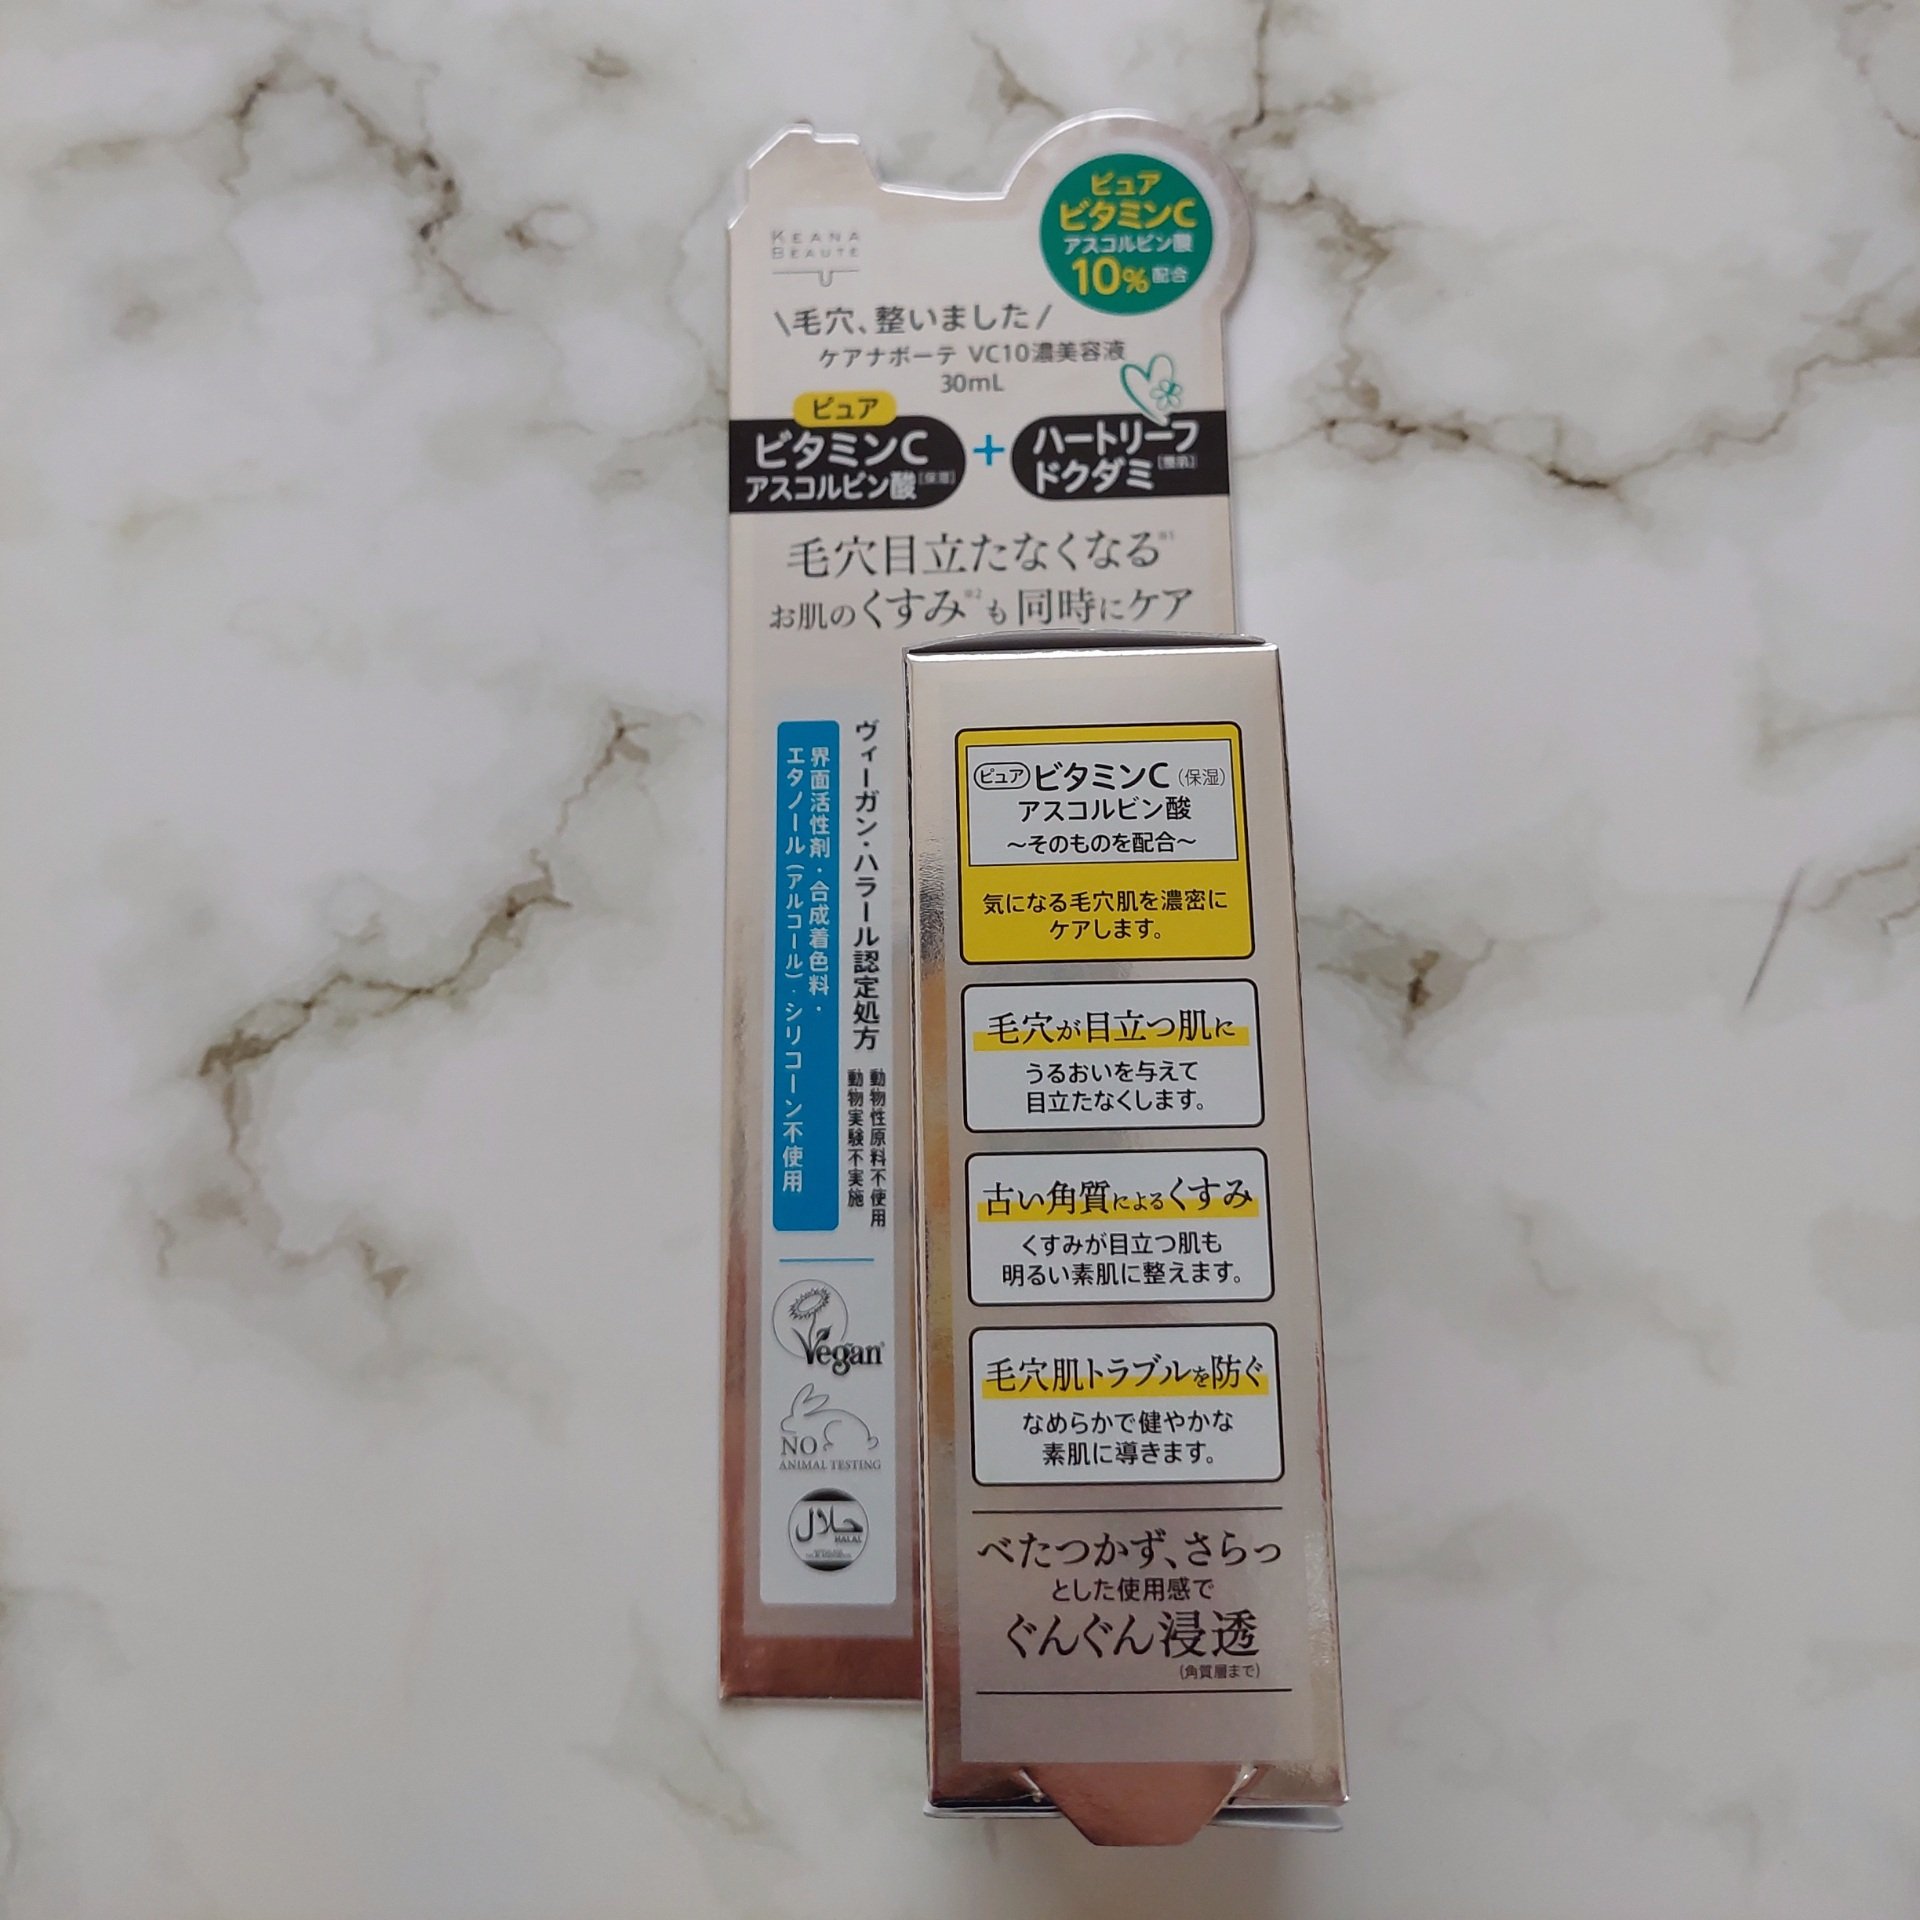 KEANA
BEAUTE
ピュア
ビタミンC
アスコルビン酸
10%配合
\毛穴、整いました/
ケアナボーテ VC10濃美容液
30mL
ピュア
ビタミンC
アスコルビン酸[保湿]
+
ハートリーフ
ドクダミ[整肌]
毛穴目立たなくなる※1
お肌のくすみ※2も同時にケア
ヴィーガン・ハラール認定処方
動物性原料不使用
動物実験不実施
界面活性剤・合成着色料・
エタノール(アルコール)・シリコーン不使用
Vegan
NO
ANIMAL TESTING
حلال
HALAL
ピュア ビタミンC(保湿)
アスコルビン酸
～そのものを配合～
気になる毛穴肌を濃密に
ケアします。
毛穴が目立つ肌に
うるおいを与えて
目立たなくします。
古い角質によるくすみ
くすみが目立つ肌も
明るい素肌に整えます。
毛穴肌トラブルを防ぐ
なめらかで健やかな
素肌に導きます。
べたつかず、さらっ
とした使用感で
ぐんぐん浸透
(角質層まで)